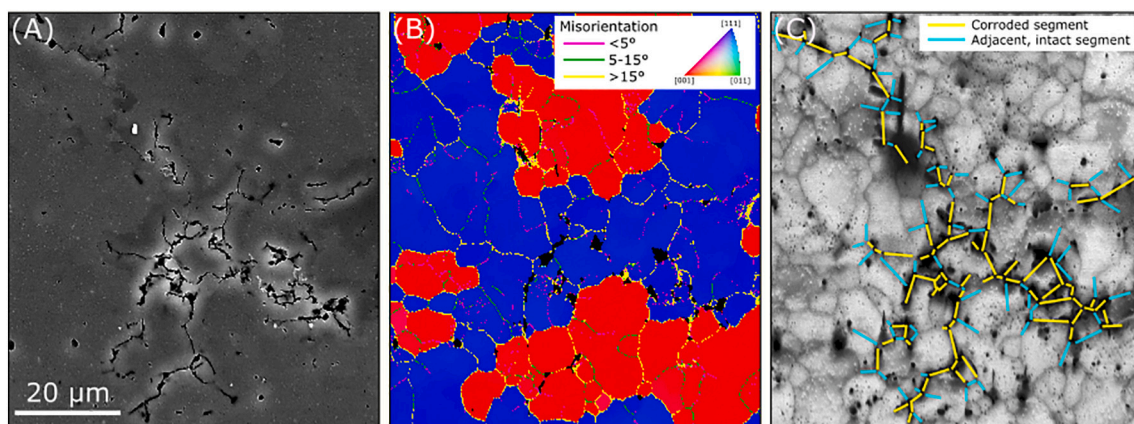 (A)
20 µm
(B)
Misorientation
<5°
5-15°
>15°
[111]
[001]
[011]
(C)
Corroded segment
Adjacent, intact segment